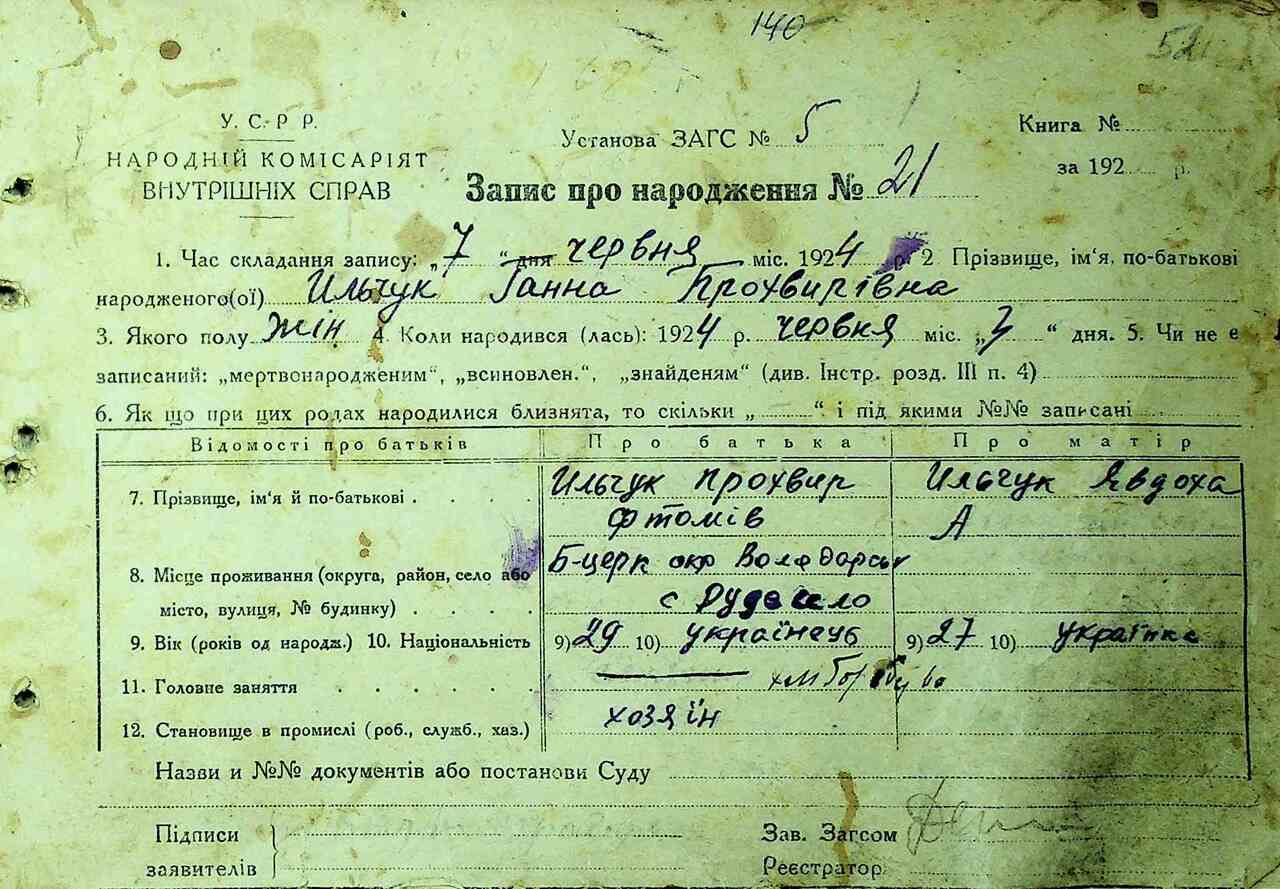 140
52
У. С. Р Р.
НАРОДНІЙ КОМІСАРІЯТ
ВНУТРІШНІХ СПРАВ
Установа ЗАГС № 5
Книга №
за 192 р.
Запис про народження № 21
1. Час складання запису: „7 “ дня червня міс. 1924 р. 2 Прізвище, ім'я, по-батькові
народженого(ої) Ильчук Ганна Прохвирівна
3. Якого полу жін 4. Коли народився (лась): 1924 р. червня міс. „3 “ дня. 5. Чи не є
записаний: „мертвонародженим“, „всиновлен.“, „знайденям“ (див. Інстр. розд. III п. 4)
6. Як що при цих родах народилися близнята, то скільки „ “ і під якими №№ записані
Відомості про батьків Про батька Про матір
7. Прізвище, ім'я й по-батькові . . . . Ильчук Прохвир Ильчук Явдоха
А
8. Місце проживання (округа, район, село або Б-церк окр Володарськ
місто, вулиця, № будинку) . . . . с Рудесело
9. Вік (років од народж.) 10. Національність 9) 29 10) українець 9) 27 10) українка
11. Головне заняття . . . . . .
12. Становище в промислі (роб., служб., хаз.) хозяїн
Назви и №№ документів або постанови Суду
Підписи
заявителів
Зав. Загсом
Реєстратор